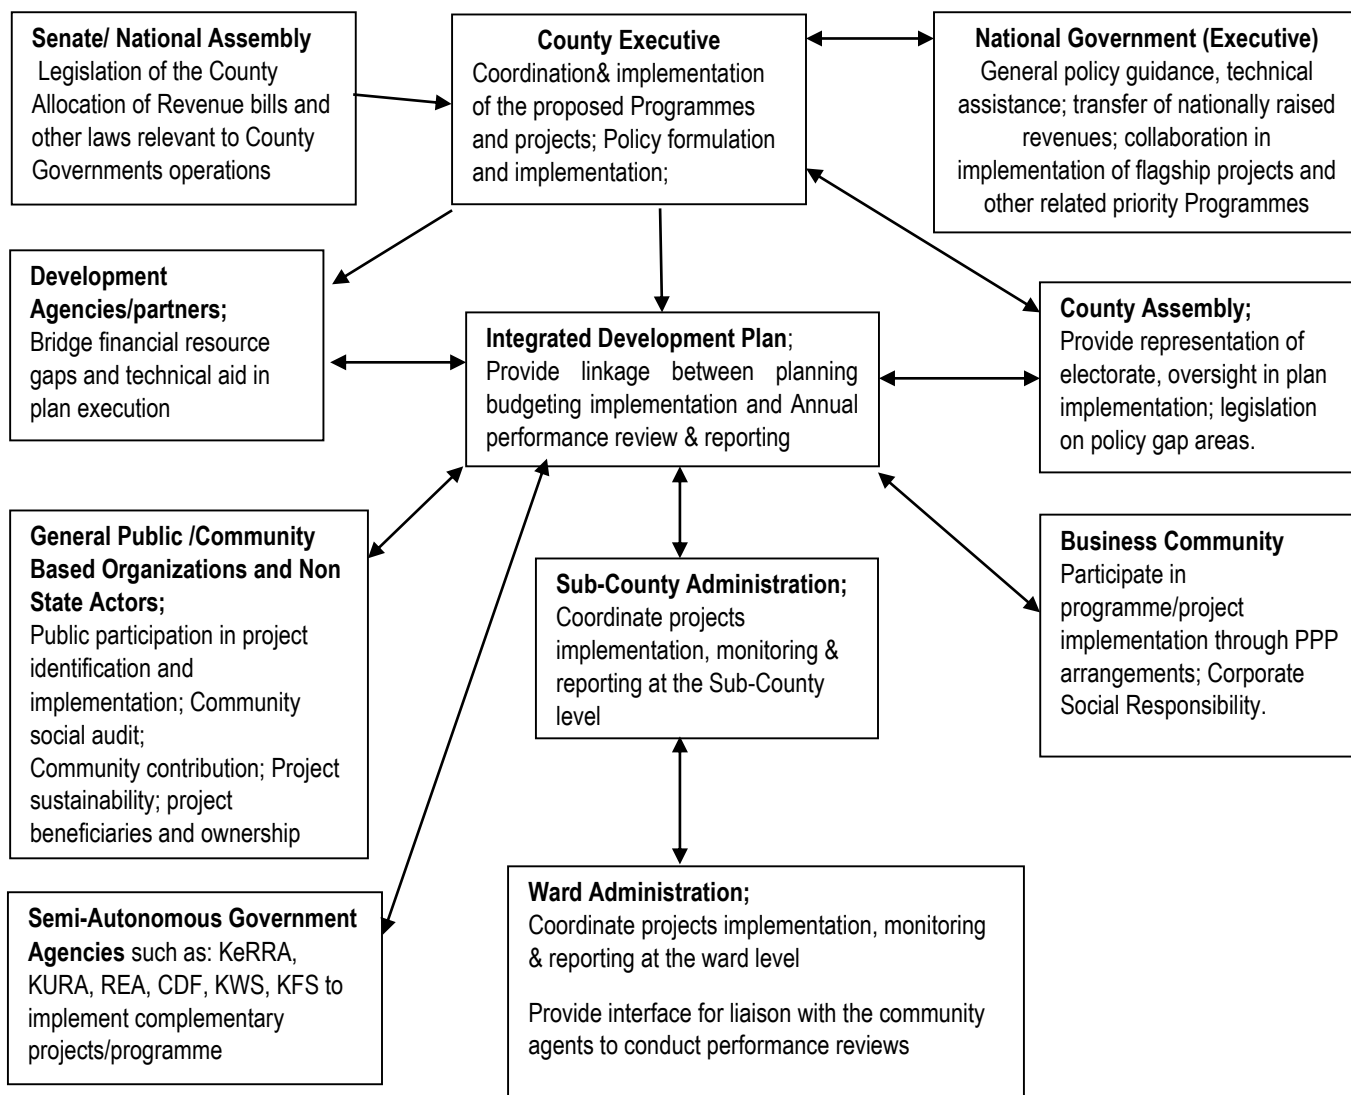 Senate/ National Assembly
Legislation of the County
Allocation of Revenue bills and
other laws relevant to County
Governments operations
County Executive
Coordination& implementation
of the proposed Programmes
and projects; Policy formulation
and implementation;
National Government (Executive)
General policy guidance, technical
assistance; transfer of nationally raised
revenues; collaboration in
implementation of flagship projects and
other related priority Programmes
Development
Agencies/partners;
Bridge financial resource
gaps and technical aid in
plan execution
Integrated Development Plan;
Provide linkage between planning
budgeting implementation and Annual
performance review & reporting
County Assembly;
Provide representation of
electorate, oversight in plan
implementation; legislation
on policy gap areas.
General Public /Community
Based Organizations and Non
State Actors;
Public participation in project
identification and
implementation; Community
social audit;
Community contribution; Project
sustainability; project
beneficiaries and ownership
Sub-County Administration;
Coordinate projects
implementation, monitoring &
reporting at the Sub-County
level
Business Community
Participate in
programme/project
implementation through PPP
arrangements; Corporate
Social Responsibility.
Semi-Autonomous Government
Agencies such as: KeRRA,
KURA, REA, CDF, KWS, KFS to
implement complementary
projects/programme
Ward Administration;
Coordinate projects implementation, monitoring
& reporting at the ward level
Provide interface for liaison with the community
agents to conduct performance reviews